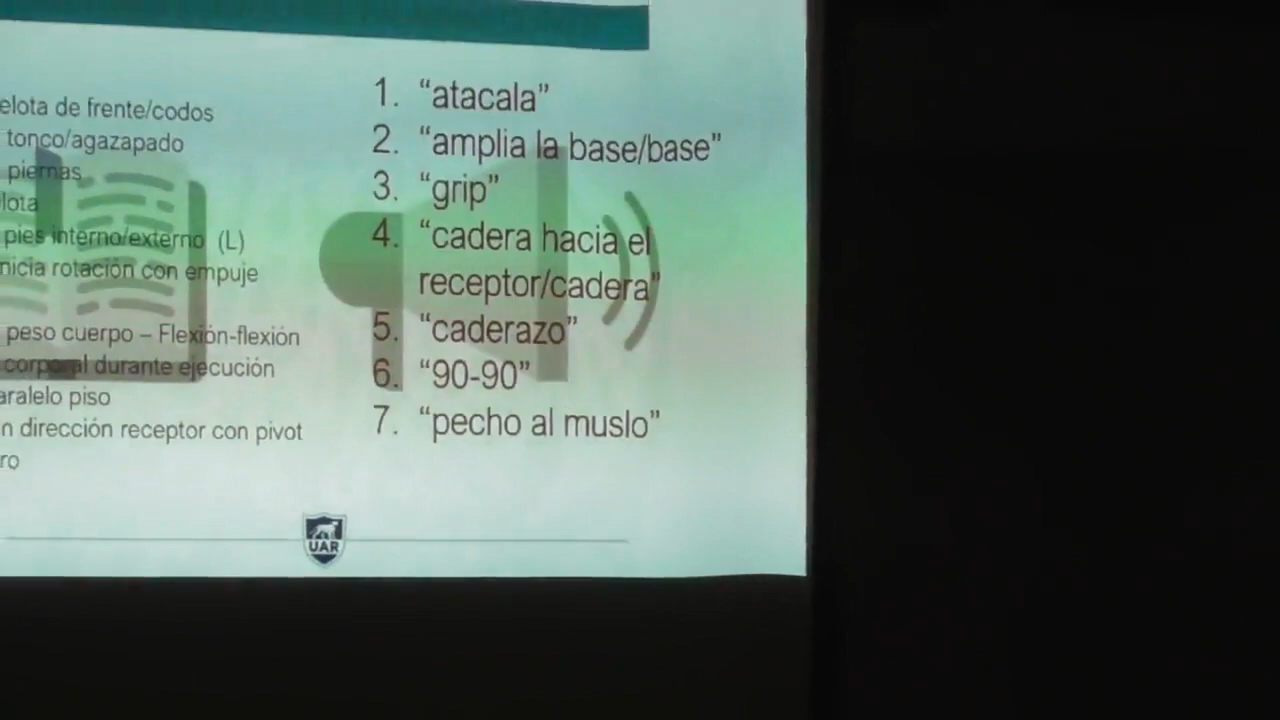 elota de frente/codos
tonco/agazapado
piernas
lota
pies interno/externo (L)
nicia rotación con empuje
peso cuerpo – Flexión-flexión
corporal durante ejecución
aralelo piso
n dirección receptor con pivot
ro
1. “atacala”
2. “amplia la base/base”
3. “grip”
4. “cadera hacia el
receptor/cadera”
5. “caderazo”
6. “90-90”
7. “pecho al muslo”
UAR